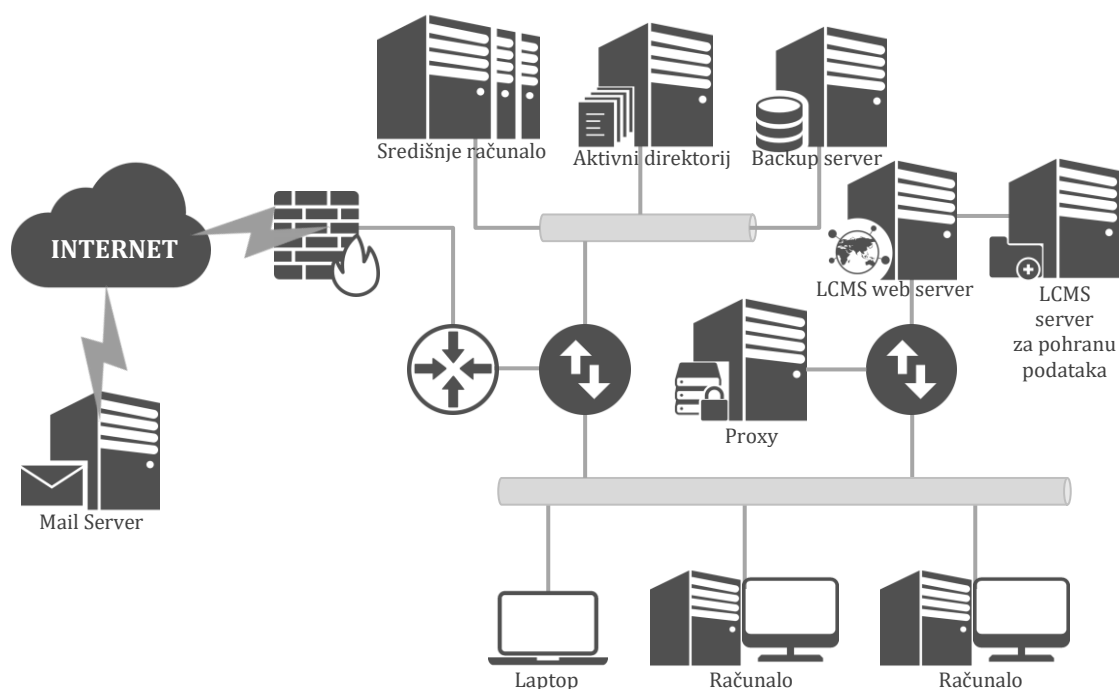 Središnje računalo
Aktivni direktorij
Backup server
INTERNET
LCMS web server
LCMS
server
za pohranu
podataka
Proxy
Mail Server
Laptop
Računalo
Računalo